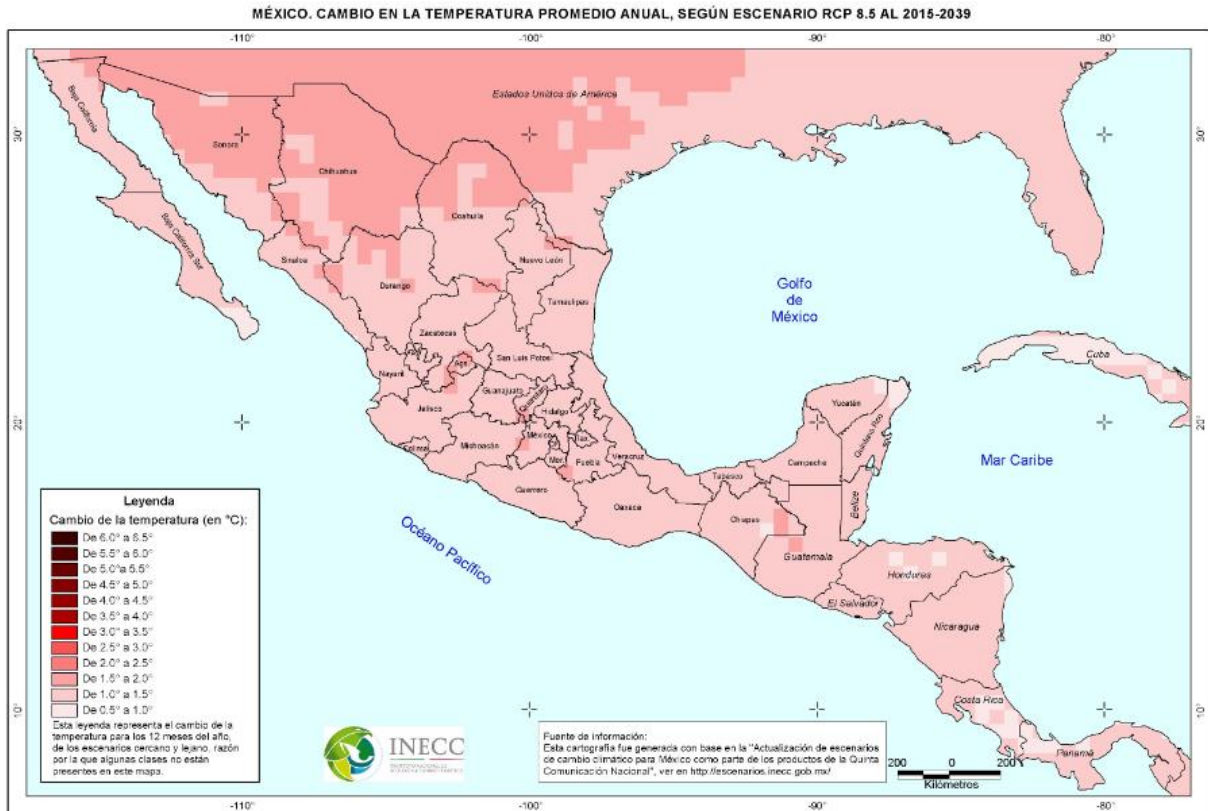 MÉXICO. CAMBIO EN LA TEMPERATURA PROMEDIO ANUAL, SEGÚN ESCENARIO RCP 8.5 AL 2015-2039
-110° -100° -90° -80°
30° 30°
20° 20°
10° 10°
Estados Unidos de América
Baja California
Sonora
Chihuahua
Coahuila
Baja California Sur
Sinaloa
Durango
Nuevo León
Tamaulipas
Golfo
de
México
Zacatecas
San Luis Potosí
Ags.
Nayarit
Guanajuato
Querétaro
Hidalgo
Jalisco
México
Tlax.
Colima
Michoacán
Mor.
Puebla
Veracruz
Guerrero
Oaxaca
Tabasco
Chiapas
Campeche
Yucatán
Quintana Roo
Belize
Cuba
Mar Caribe
Océano Pacífico
Guatemala
Honduras
El Salvador
Nicaragua
Costa Rica
Panamá
Leyenda
Cambio de la temperatura (en °C):
De 6.0° a 6.5°
De 5.5° a 6.0°
De 5.0°a 5.5°
De 4.5° a 5.0°
De 4.0° a 4.5°
De 3.5° a 4.0°
De 3.0° a 3.5°
De 2.5° a 3.0°
De 2.0° a 2.5°
De 1.5° a 2.0°
De 1.0° a 1.5°
De 0.5° a 1.0°
Esta leyenda representa el cambio de la
temperatura para los 12 meses del año,
de los escenarios cercano y lejano, razón
por la que algunas clases no están
presentes en este mapa.
INECC
Fuente de información:
Esta cartografía fue generada con base en la "Actualización de escenarios
de cambio climático para México como parte de los productos de la Quinta
Comunicación Nacional", ver en http://escenarios.inecc.gob.mx/
200 0 200
Kilómetros
-110° -100° -90° -80°